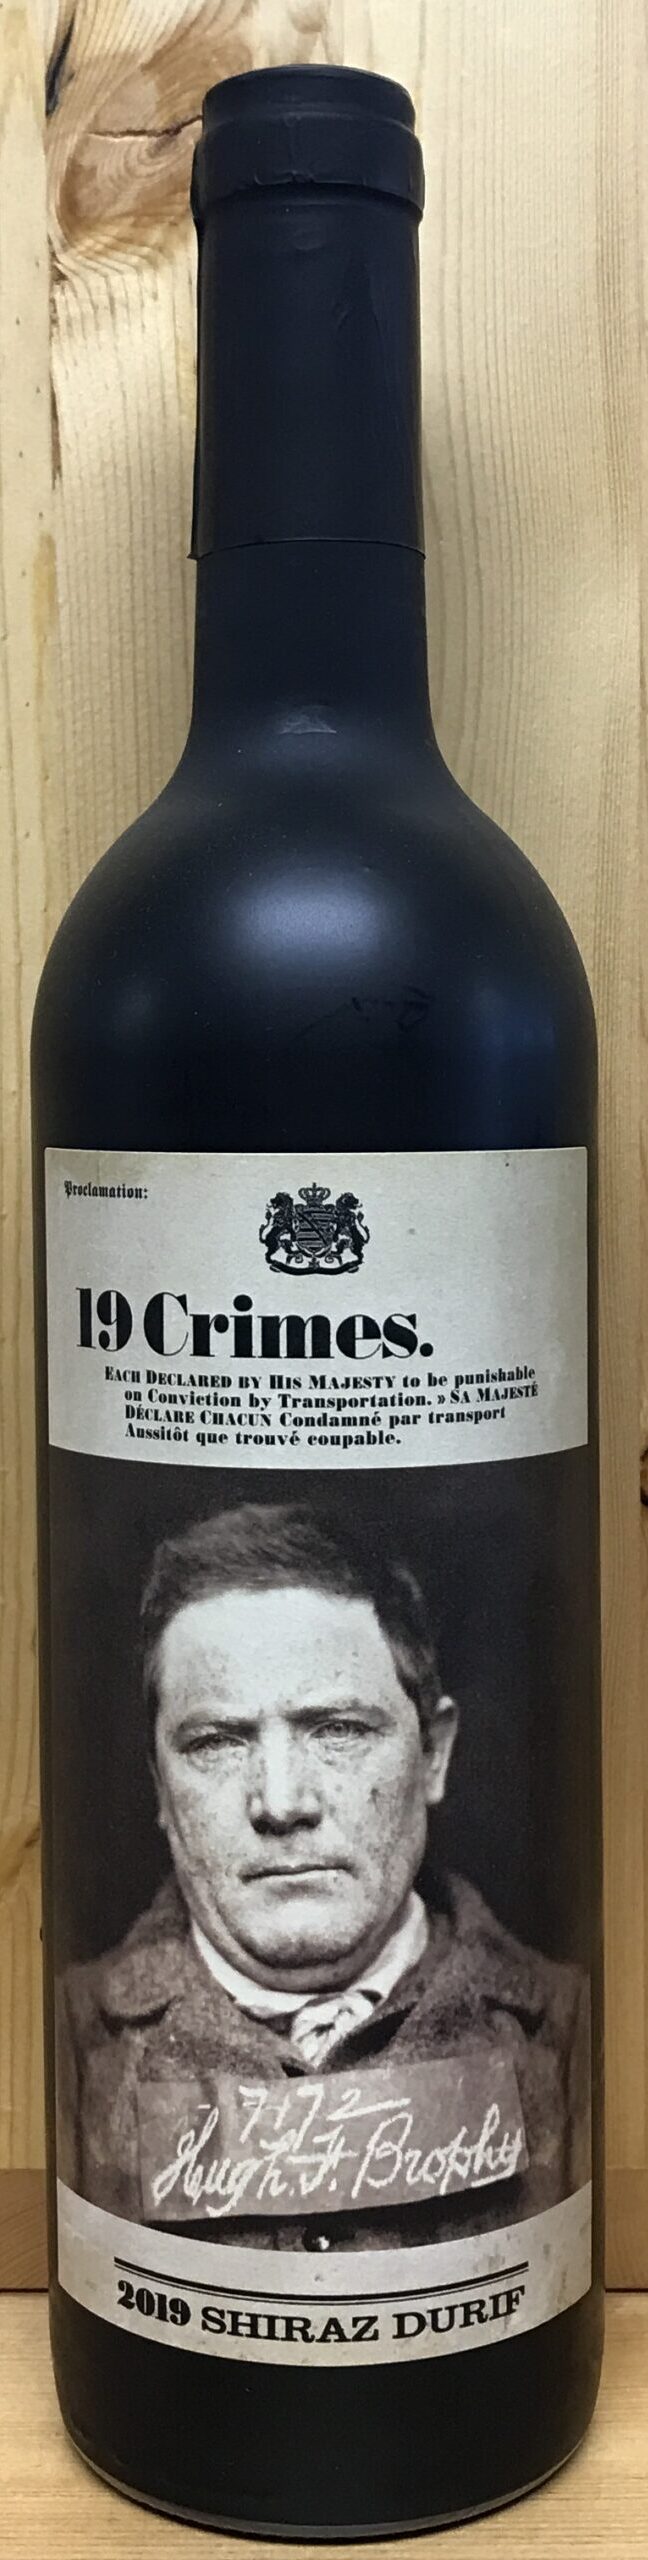 Proclamation:
19 Crimes.
EACH DECLARED BY HIS MAJESTY to be punishable
on Conviction by Transportation. » SA MAJESTÉ
DÉCLARE CHACUN Condamné par transport
Aussitôt que trouvé coupable.
7172
Hugh. F. Brophy
2019 SHIRAZ DURIF